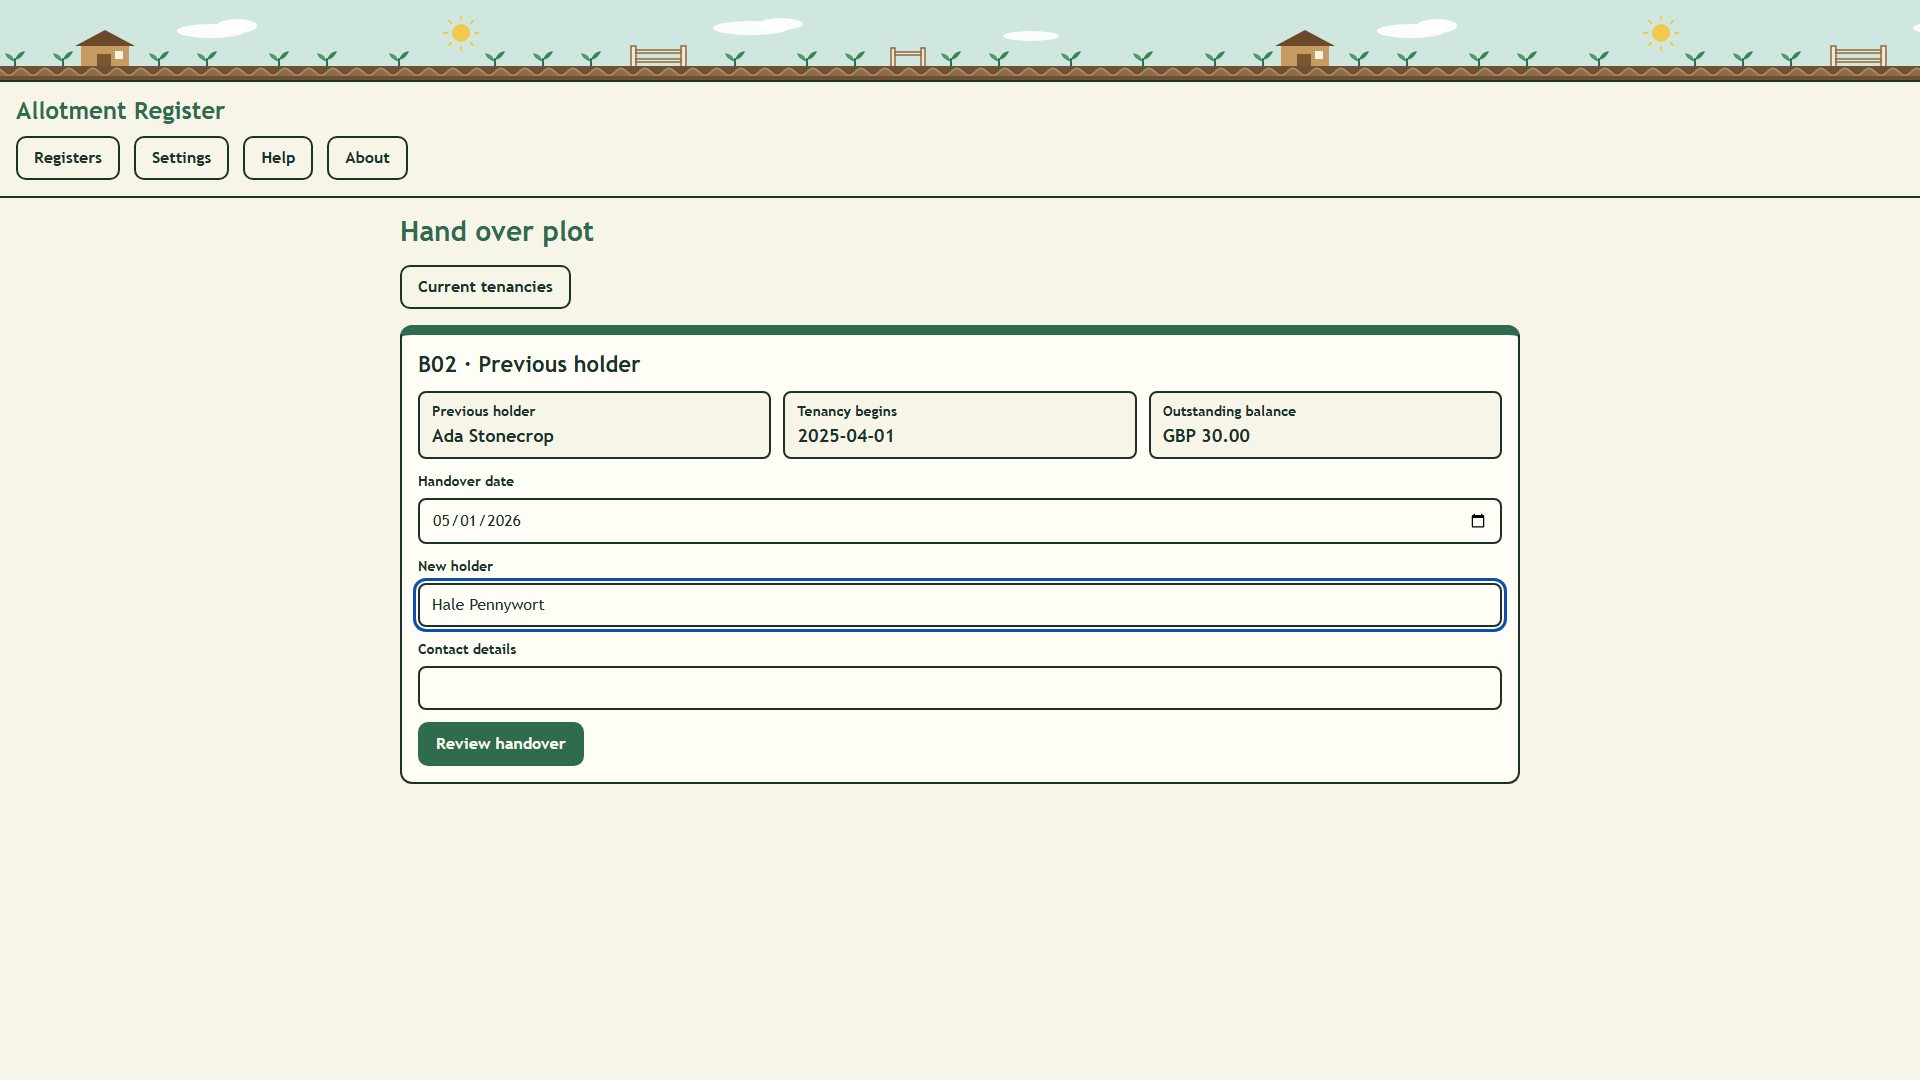 Allotment Register
Registers Settings Help About
Hand over plot
Current tenancies
B02 · Previous holder
Previous holder Tenancy begins Outstanding balance
Ada Stonecrop 2025-04-01 GBP 30.00
Handover date
05/01/2026
New holder
Hale Pennywort
Contact details
Review handover